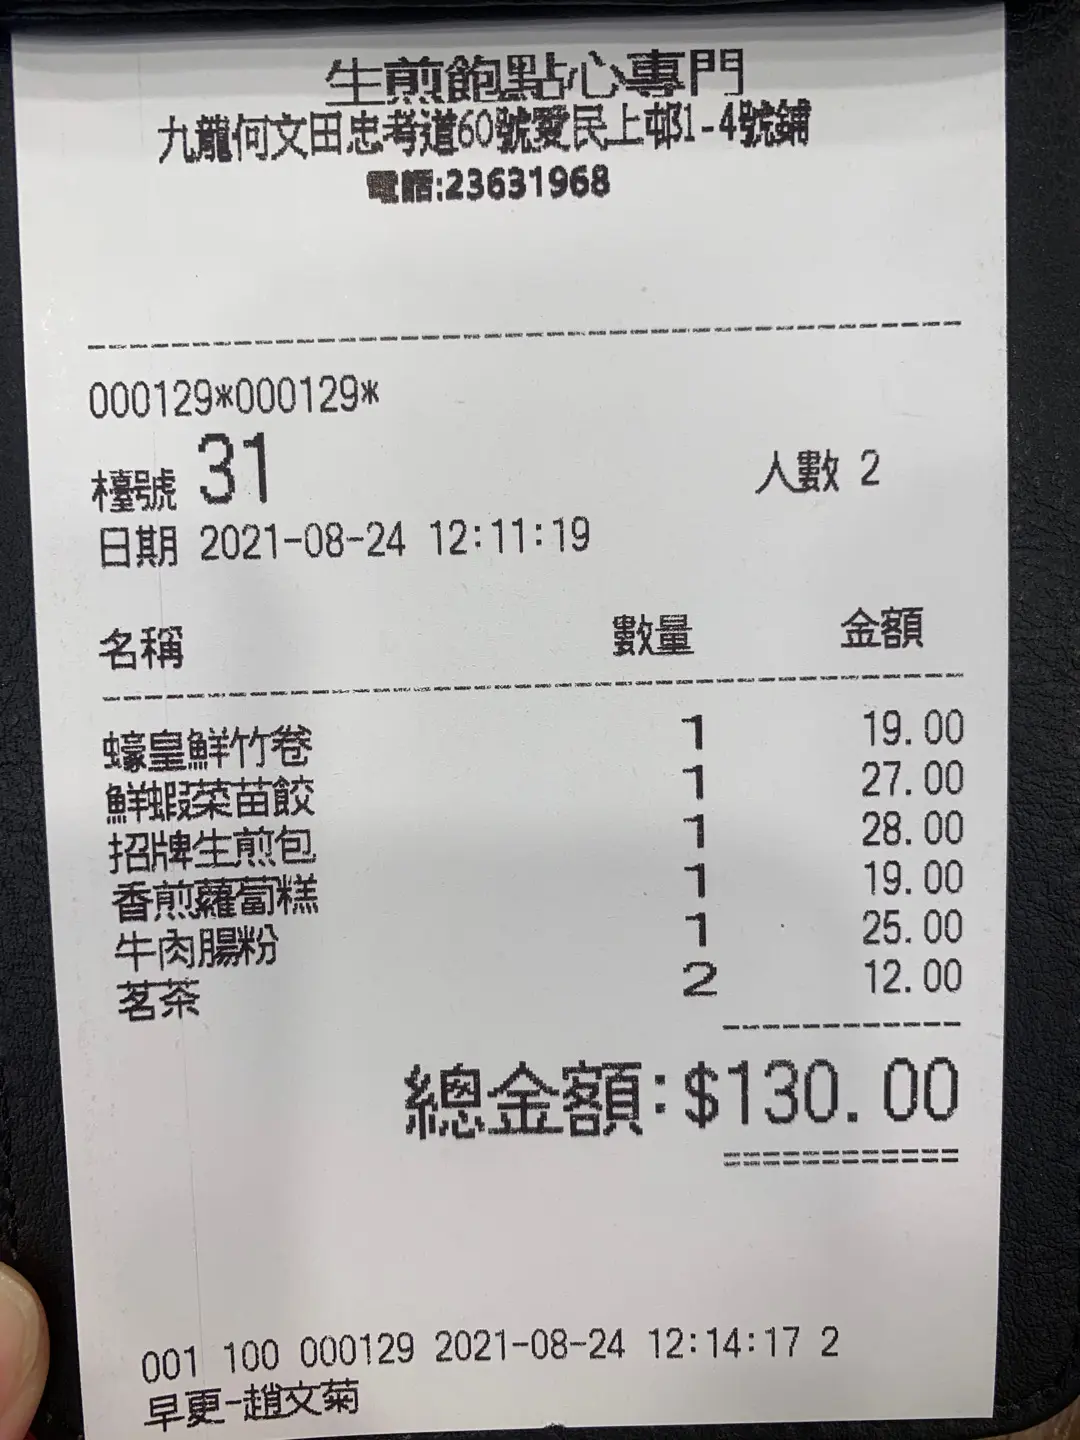 生煎飽點心專門
九龍何文田忠孝道60號愛民上邨1-4號鋪
電話:23631968
000129*000129*
檯號 31 人數 2
日期 2021-08-24 12:11:19
名稱 數量 金額
蠔皇鮮竹卷 1 19.00
鮮蝦菜苗餃 1 27.00
招牌生煎包 1 28.00
香煎蘿蔔糕 1 19.00
牛肉腸粉 1 25.00
茗茶 2 12.00
總金額:$130.00
001 100 000129 2021-08-24 12:14:17 2
早更-趙文菊